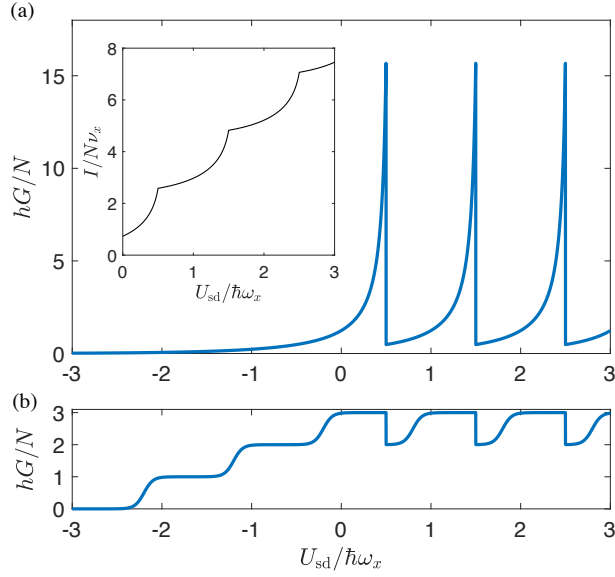 (a)
hG/N
15
10
5
0
I/Nν_x
8
6
4
2
0
0 1 2 3
U_sd/ħω_x
-3 -2 -1 0 1 2 3
(b)
hG/N
3
2
1
0
-3 -2 -1 0 1 2 3
U_sd/ħω_x